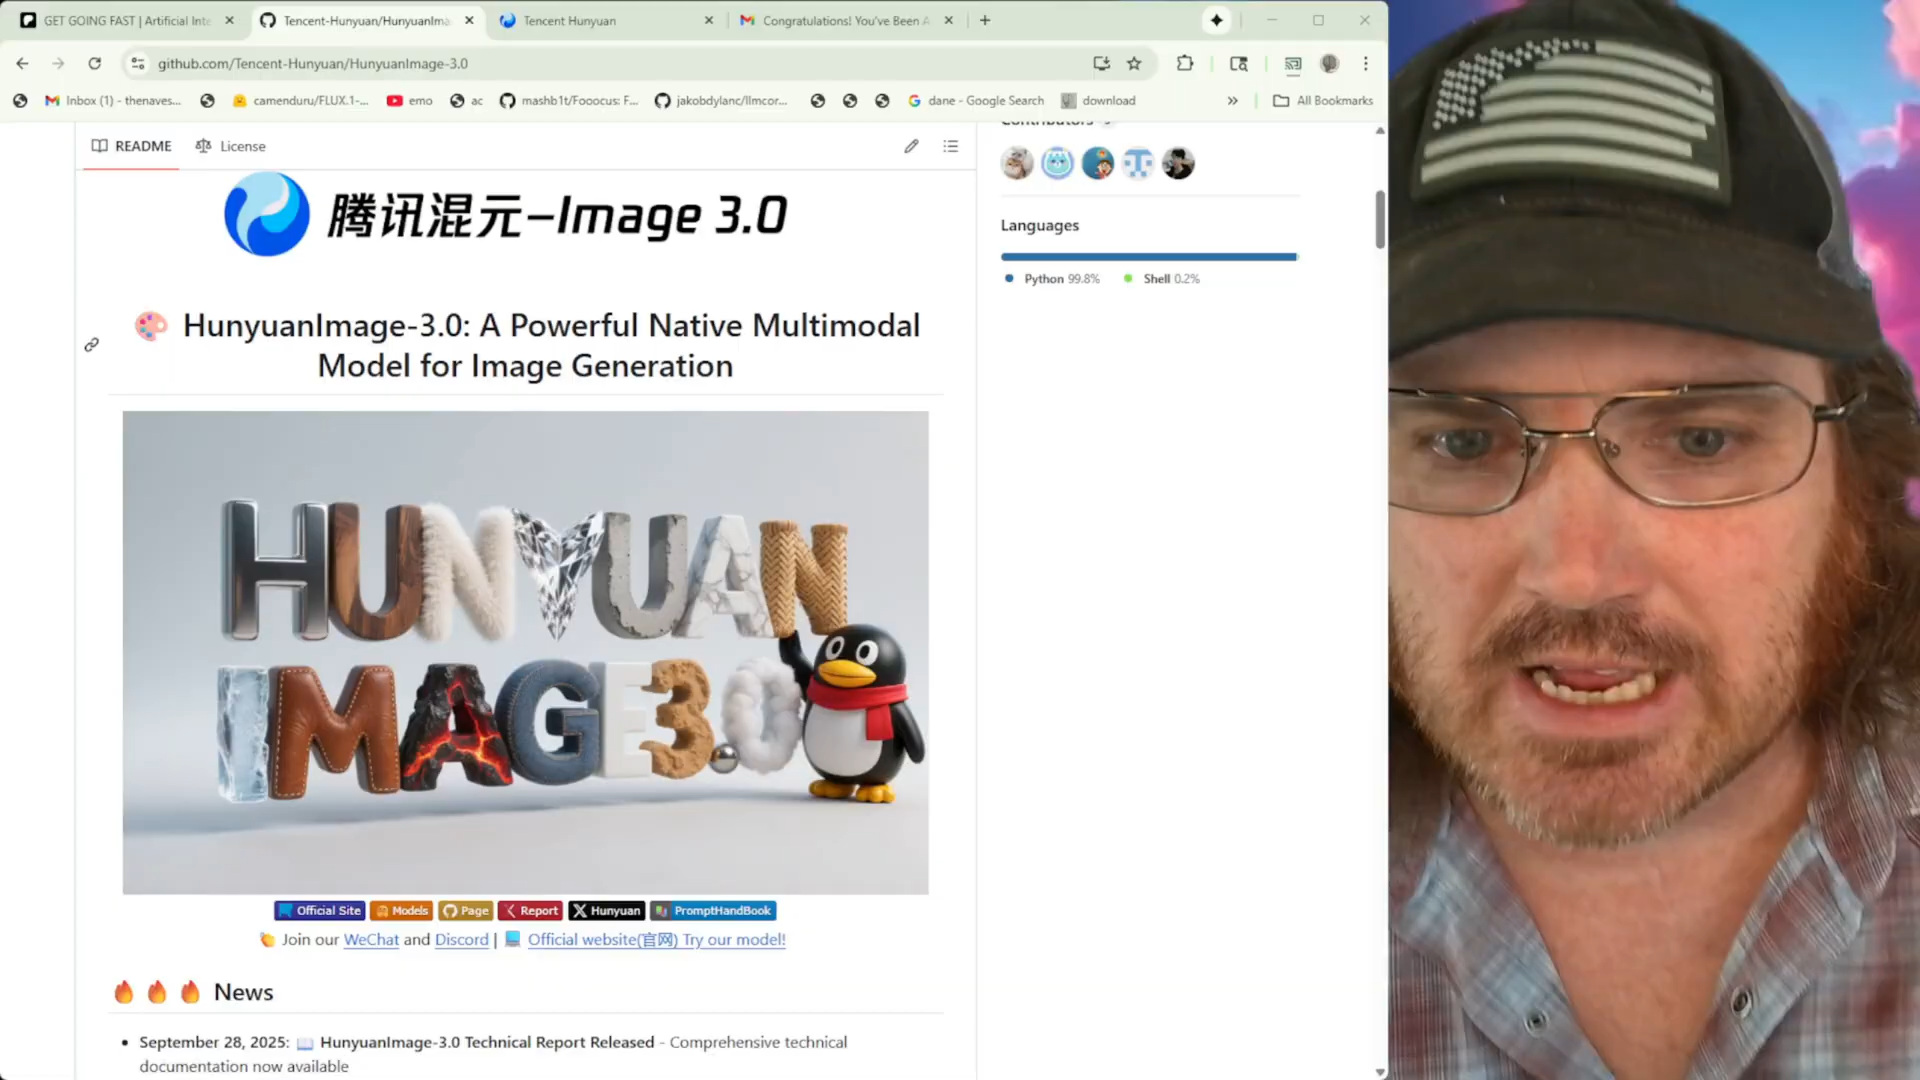 GET GOING FAST | Artificial Inte
Tencent-Hunyuan/HunyuanIma
Tencent Hunyuan
Congratulations! You've Been A
github.com/Tencent-Hunyuan/HunyuanImage-3.0
Inbox (1) - thenaves...
camenduru/FLUX.1-...
emo
ac
mashb1t/Fooocus: F...
jakobdylanc/llmcor...
dane - Google Search
download
All Bookmarks
README
License
腾讯混元-Image 3.0
HunyuanImage-3.0: A Powerful Native Multimodal
Model for Image Generation
HUNYUAN
IMAGE3.0
Official Site
Models
Page
Report
Hunyuan
PromptHandBook
Join our WeChat and Discord | Official website(官网) Try our model!
News
September 28, 2025: HunyuanImage-3.0 Technical Report Released - Comprehensive technical
documentation now available
Contributors
Languages
Python 99.8%
Shell 0.2%